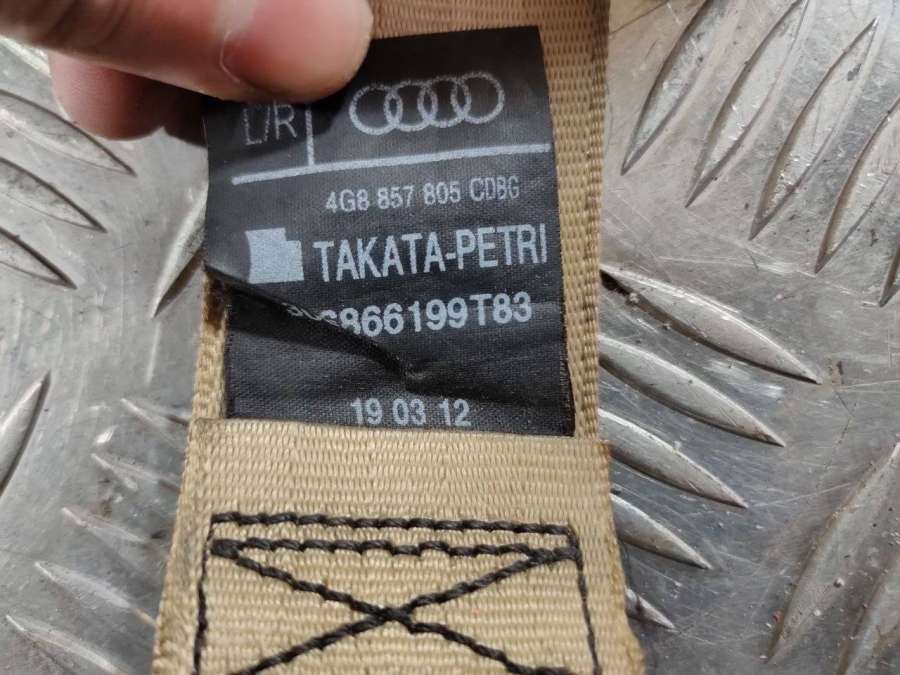 L/R
4G8 857 805 CDBG
TAKATA-PETRI
866199T83
19 03 12